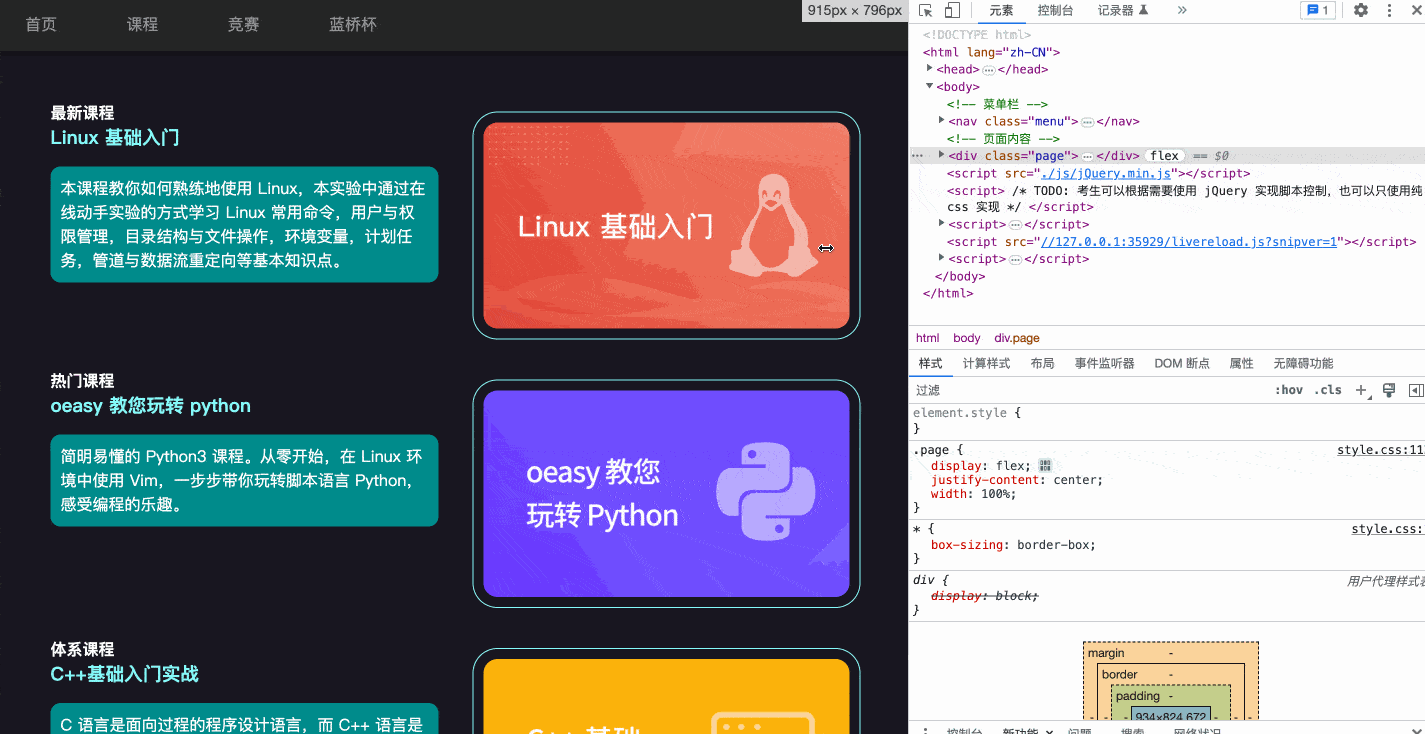 首页 课程 竞赛 蓝桥杯
915px × 796px
最新课程
Linux 基础入门
本课程教你如何熟练地使用 Linux，本实验中通过在
线动手实验的方式学习 Linux 常用命令，用户与权
限管理，目录结构与文件操作，环境变量，计划任
务，管道与数据流重定向等基本知识点。
Linux 基础入门
热门课程
oeasy 教您玩转 python
简明易懂的 Python3 课程。从零开始，在 Linux 环
境中使用 Vim，一步步带你玩转脚本语言 Python，
感受编程的乐趣。
oeasy 教您
玩转 Python
体系课程
C++基础入门实战
C 语言是面向过程的程序设计语言，而 C++ 语言是
元素 控制台 记录器 » 1
<!DOCTYPE html>
<html lang="zh-CN">
<head>…</head>
<body>
<!-- 菜单栏 -->
<nav class="menu">…</nav>
<!-- 页面内容 -->
<div class="page">…</div> flex == $0
<script src="./js/jQuery.min.js"></script>
<script> /* TODO: 考生可以根据需要使用 jQuery 实现脚本控制，也可以只使用纯
css 实现 */ </script>
<script>…</script>
<script src="//127.0.0.1:35929/livereload.js?snipver=1"></script>
<script>…</script>
</body>
</html>
html body div.page
样式 计算样式 布局 事件监听器 DOM 断点 属性 无障碍功能
过滤 :hov .cls
element.style {
}
.page { style.css:11
display: flex;
justify-content: center;
width: 100%;
}
* { style.css:
box-sizing: border-box;
}
div { 用户代理样式表
display: block;
}
margin -
border -
padding -
934×824.672